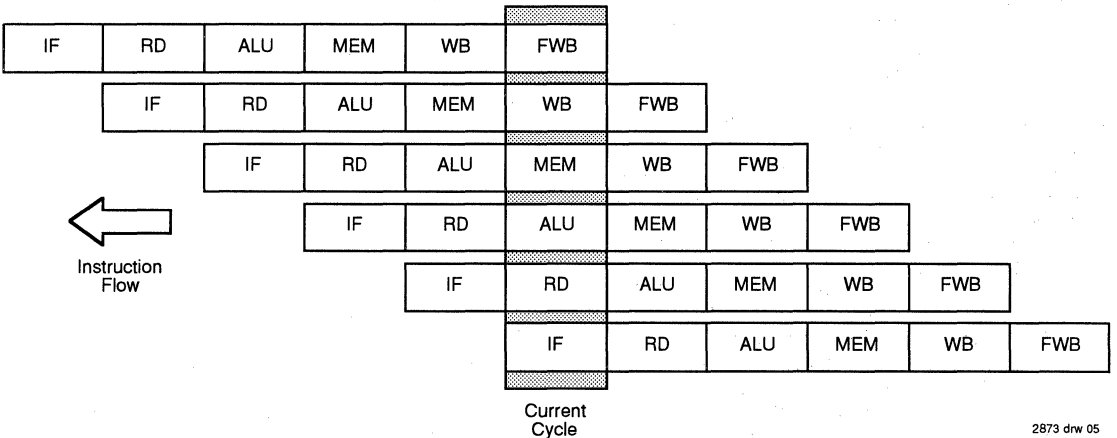 IF RD ALU MEM WB FWB
IF RD ALU MEM WB FWB
IF RD ALU MEM WB FWB
IF RD ALU MEM WB FWB
Instruction
Flow
IF RD ALU MEM WB FWB
IF RD ALU MEM WB FWB
Current
Cycle
2873 drw 05